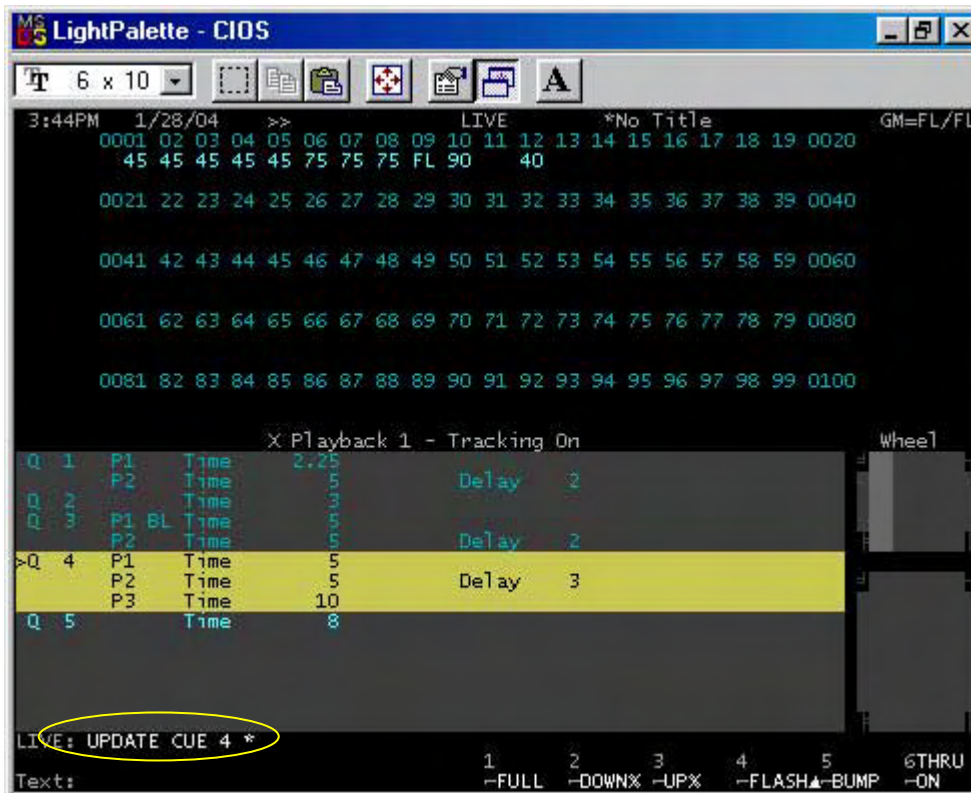 LightPalette - CIOS
6 x 10
3:44PM 1/28/04 >> LIVE *No Title GM=FL/FL
0001 02 03 04 05 06 07 08 09 10 11 12 13 14 15 16 17 18 19 0020
45 45 45 45 45 75 75 75 FL 90 40
0021 22 23 24 25 26 27 28 29 30 31 32 33 34 35 36 37 38 39 0040
0041 42 43 44 45 46 47 48 49 50 51 52 53 54 55 56 57 58 59 0060
0061 62 63 64 65 66 67 68 69 70 71 72 73 74 75 76 77 78 79 0080
0081 82 83 84 85 86 87 88 89 90 91 92 93 94 95 96 97 98 99 0100
X Playback 1 - Tracking On Wheel
Q 1 P1 Time 2.25
P2 Time 5 Delay 2
Q 2 Time 3
Q 3 P1 BL Time 5
P2 Time 5 Delay 2
>Q 4 P1 Time 5
P2 Time 5 Delay 3
P3 Time 10
Q 5 Time 8
LIVE: UPDATE CUE 4 *
1 2 3 4 5 6THRU
Text: FULL DOWN% UP% FLASH▲ BUMP ON